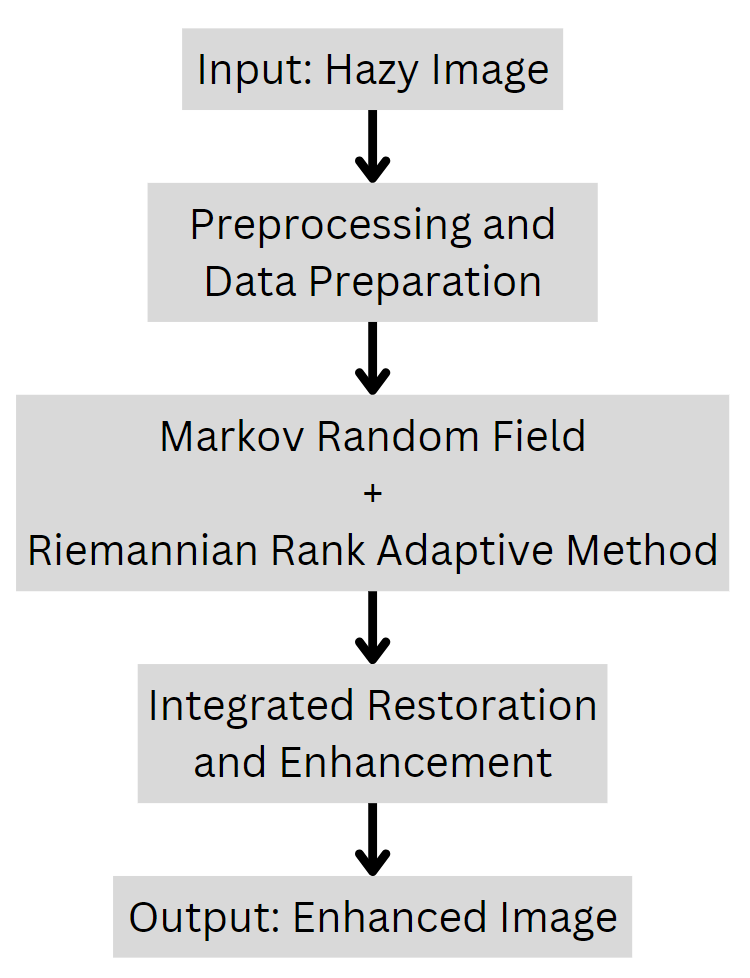 Input: Hazy Image
Preprocessing and
Data Preparation
Markov Random Field
+
Riemannian Rank Adaptive Method
Integrated Restoration
and Enhancement
Output: Enhanced Image